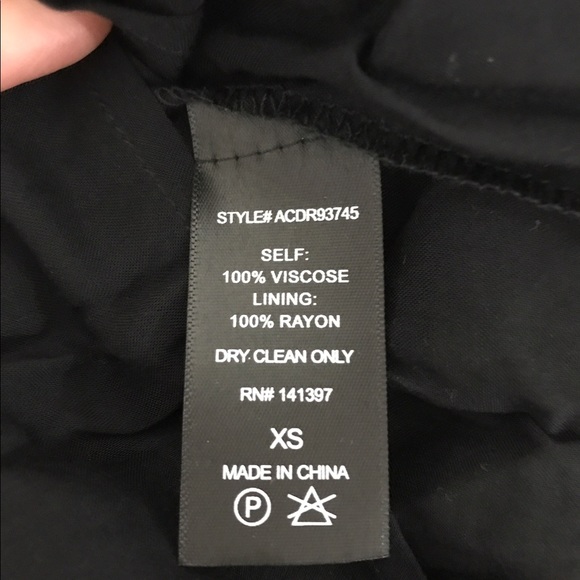 STYLE# ACDR93745
SELF:
100% VISCOSE
LINING:
100% RAYON
DRY CLEAN ONLY
RN# 141397
XS
MADE IN CHINA
P